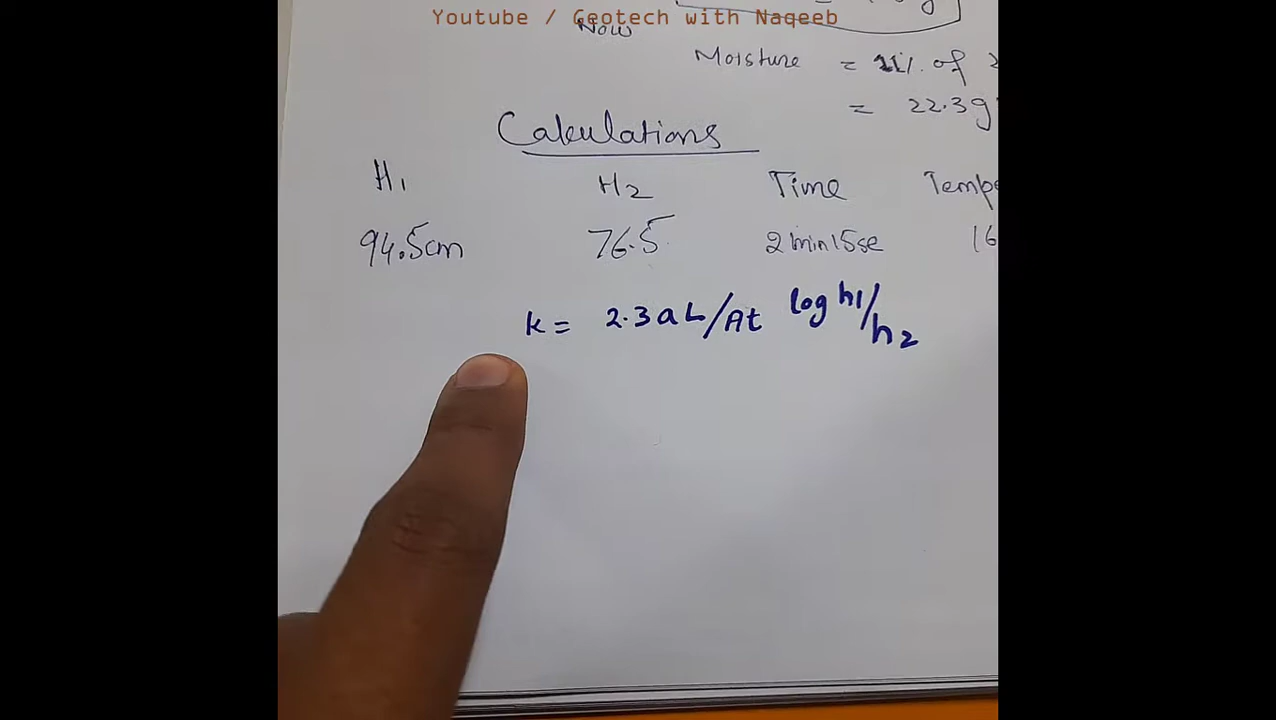 Youtube / Geotech with Naqeeb
Now
Moisture = 11% of
= 22.3g
Calculations
H1 H2 Time Tempe
94.5cm 76.5 2min15se 16
k = 2.3aL/At log h1/h2